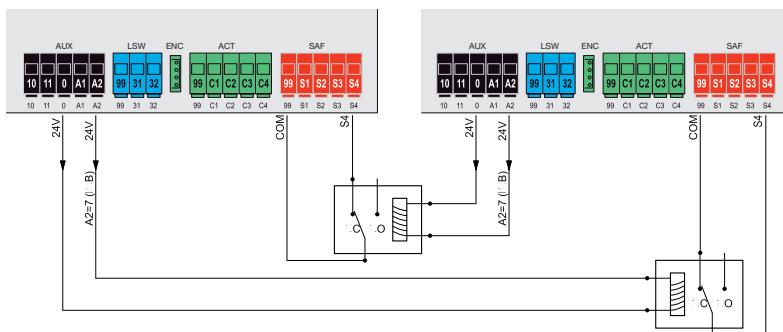 AUX LSW ENC ACT SAF AUX LSW ENC ACT SAF
10 11 0 A1 A2 99 31 32 99 C1 C2 C3 C4 99 S1 S2 S3 S4 10 11 0 A1 A2 99 31 32 99 C1 C2 C3 C4 99 S1 S2 S3 S4
10 11 0 A1 A2 99 31 32 99 C1 C2 C3 C4 99 S1 S2 S3 S4 10 11 0 A1 A2 99 31 32 99 C1 C2 C3 C4 99 S1 S2 S3 S4
24V 24V COM S4 24V 24V COM S4
A2=7 A2=7
.C .O
.C .O